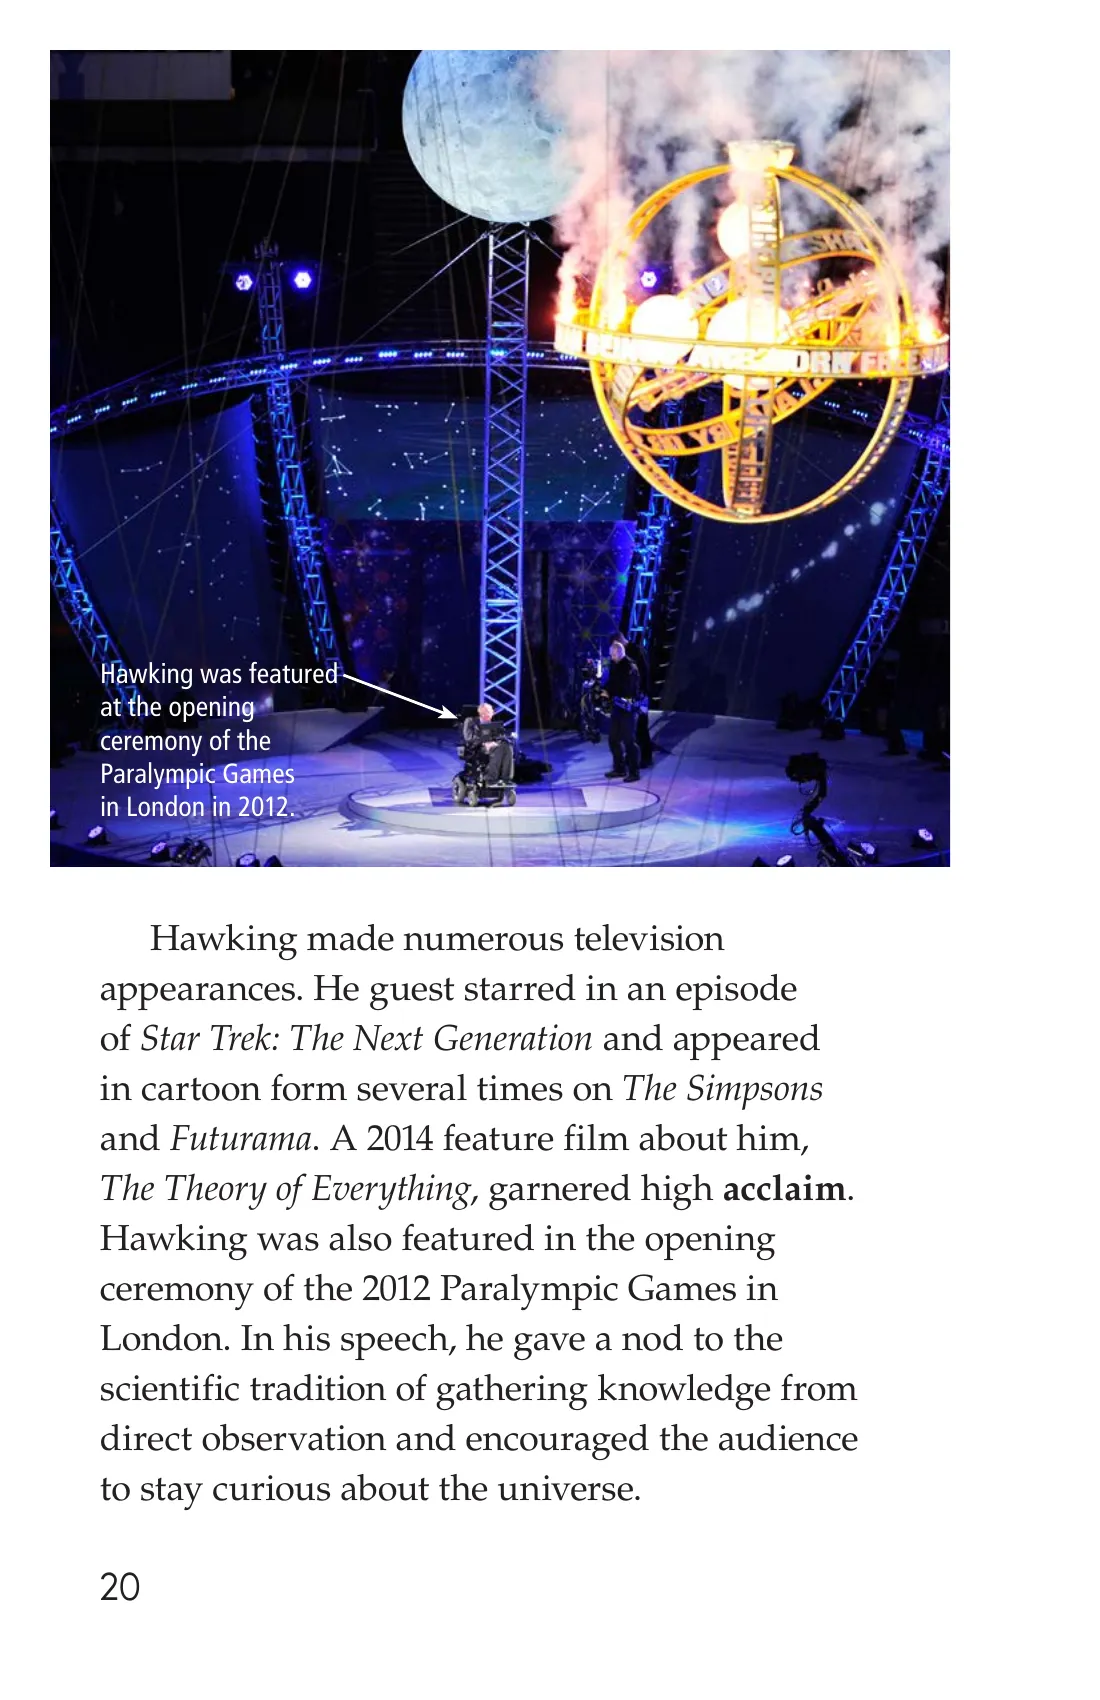 Hawking was featured
at the opening
ceremony of the
Paralympic Games
in London in 2012.
Hawking made numerous television
appearances. He guest starred in an episode
of Star Trek: The Next Generation and appeared
in cartoon form several times on The Simpsons
and Futurama. A 2014 feature film about him,
The Theory of Everything, garnered high acclaim.
Hawking was also featured in the opening
ceremony of the 2012 Paralympic Games in
London. In his speech, he gave a nod to the
scientific tradition of gathering knowledge from
direct observation and encouraged the audience
to stay curious about the universe.
20